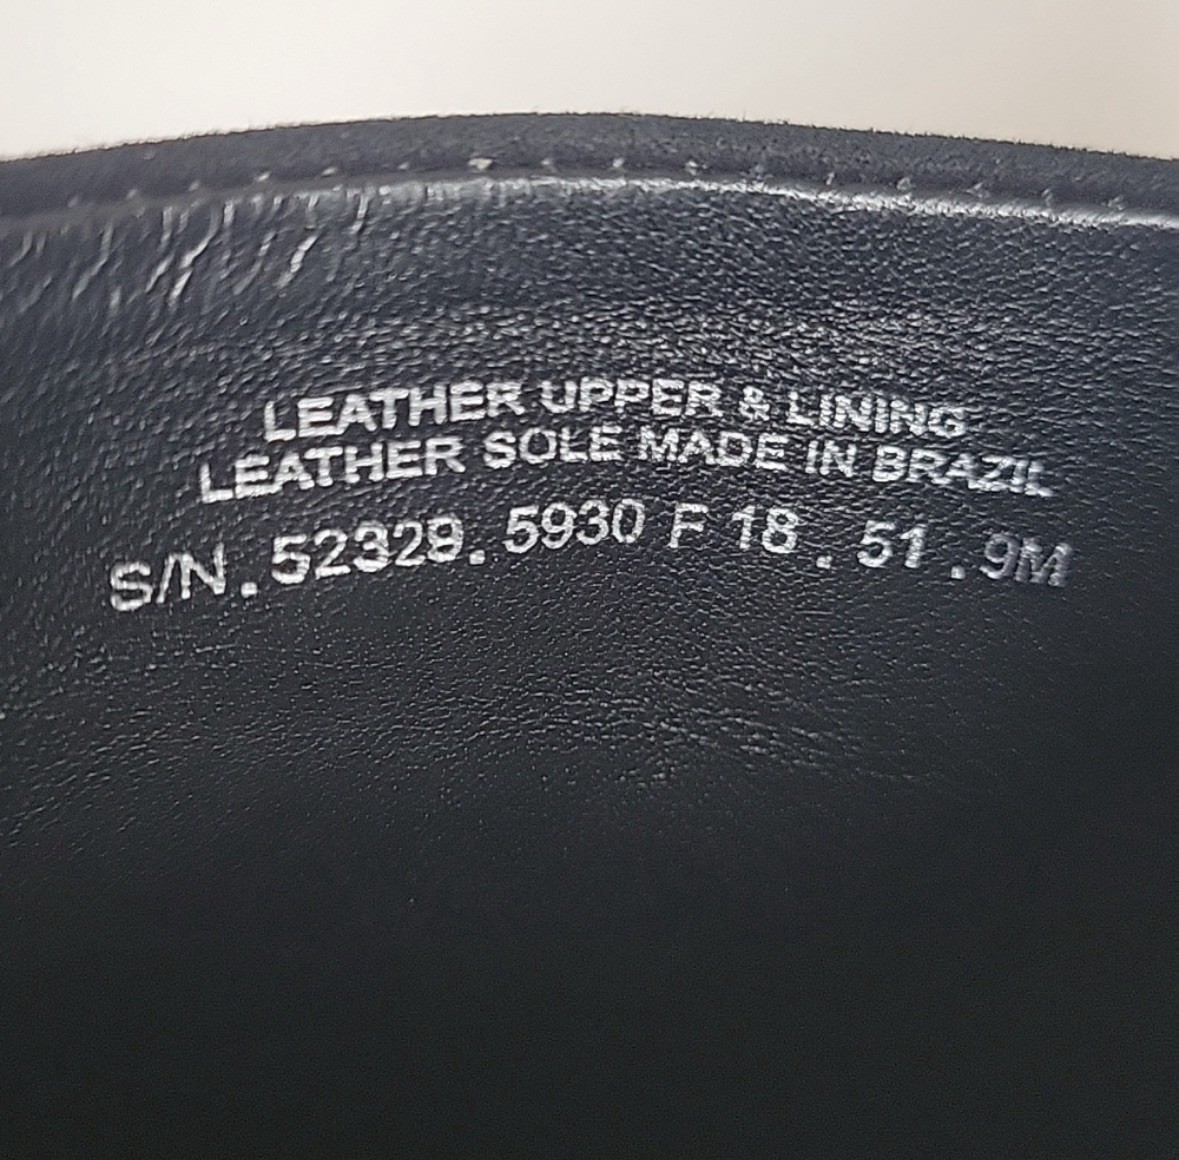 LEATHER UPPER & LINING
LEATHER SOLE MADE IN BRAZIL
S/N. 52329. 5930 F 18 . 51 . 9M